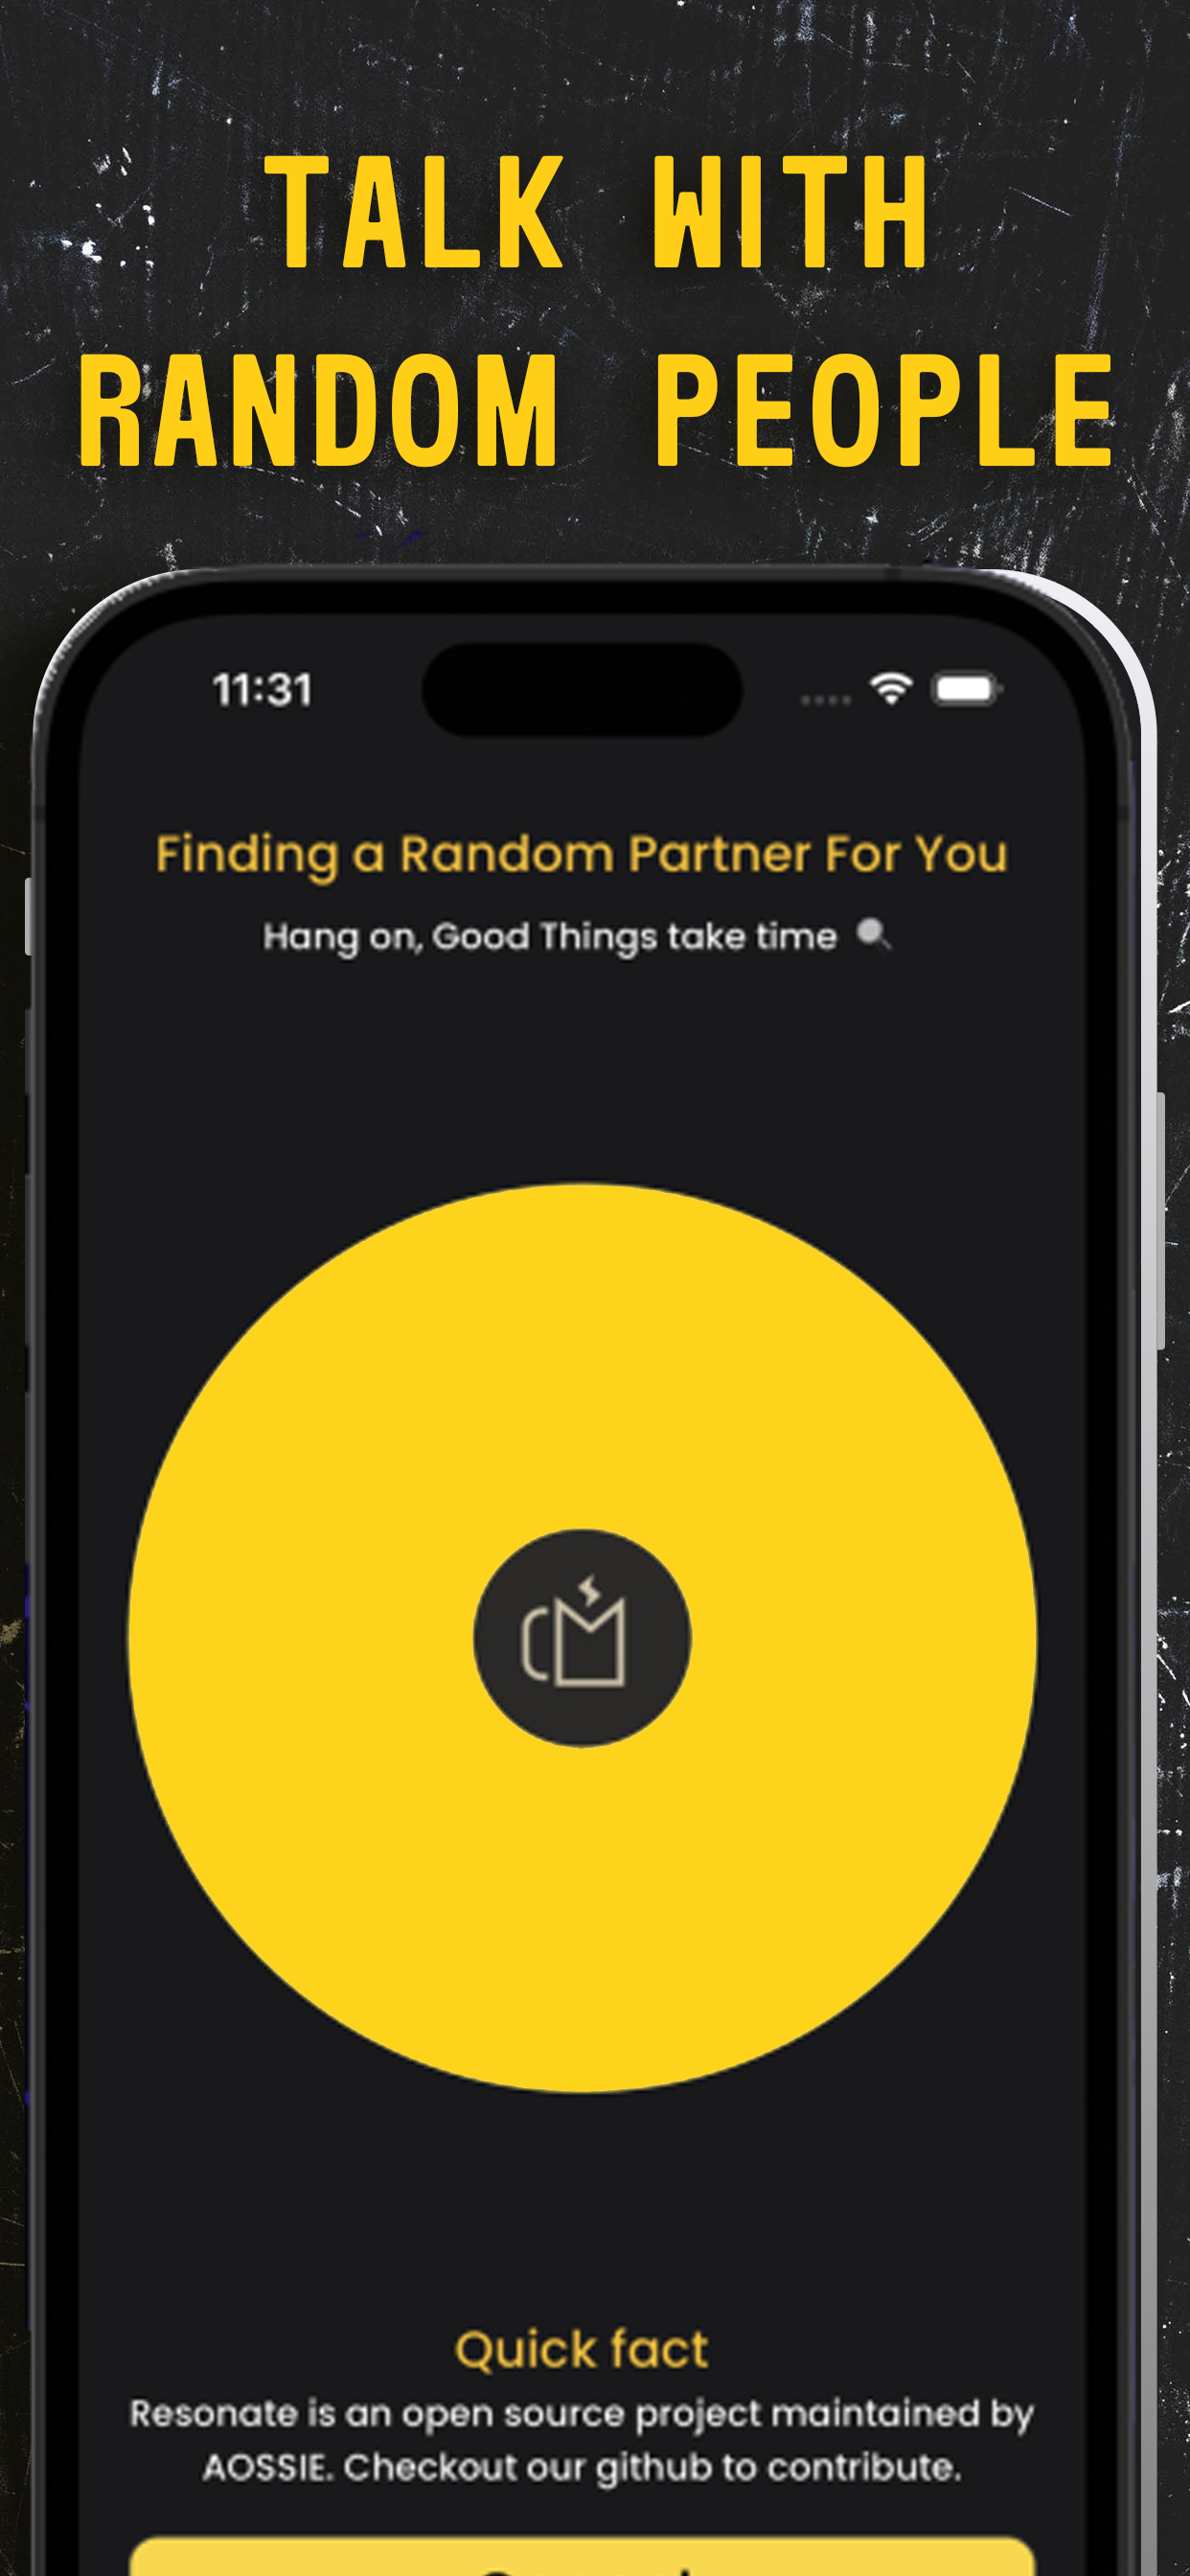 TALK WITH
RANDOM PEOPLE
11:31
Finding a Random Partner For You
Hang on, Good Things take time
Quick fact
Resonate is an open source project maintained by
AOSSIE. Checkout our github to contribute.